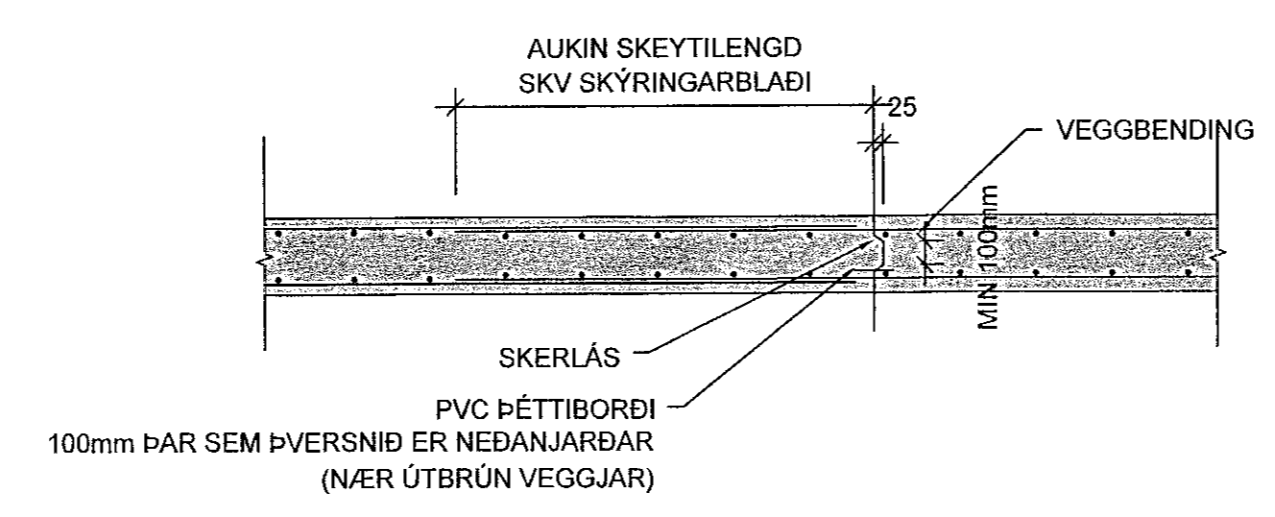 AUKIN SKEYTILENGD
SKV SKÝRINGARBLAÐI
25
VEGGBENDING
MIN 100mm
SKERLÁS
PVC ÞÉTTIBORÐI
100mm ÞAR SEM ÞVERSNIÐ ER NEÐANJARÐAR
(NÆR ÚTBRÚN VEGGJAR)